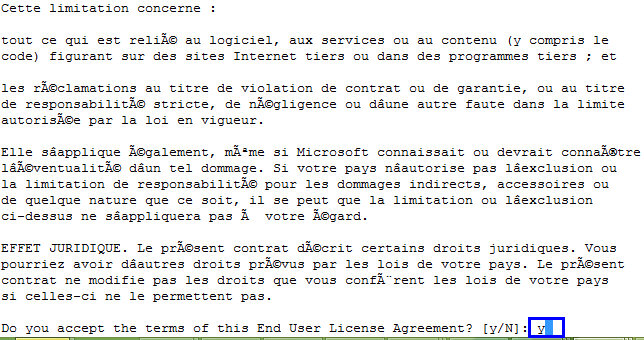 Cette limitation concerne :
tout ce qui est reliÃ© au logiciel, aux services ou au contenu (y compris le
code) figurant sur des sites Internet tiers ou dans des programmes tiers ; et
les rÃ©clamations au titre de violation de contrat ou de garantie, ou au titre
de responsabilitÃ© stricte, de nÃ©gligence ou dâune autre faute dans la limite
autorisÃ©e par la loi en vigueur.
Elle sâapplique Ã©galement, mÃªme si Microsoft connaissait ou devrait connaÃ®tre
lâÃ©ventualitÃ© dâun tel dommage. Si votre pays nâautorise pas lâexclusion ou
la limitation de responsabilitÃ© pour les dommages indirects, accessoires ou
de quelque nature que ce soit, il se peut que la limitation ou lâexclusion
ci-dessus ne sâappliquera pas Ã  votre Ã©gard.
EFFET JURIDIQUE. Le prÃ©sent contrat dÃ©crit certains droits juridiques. Vous
pourriez avoir dâautres droits prÃ©vus par les lois de votre pays. Le prÃ©sent
contrat ne modifie pas les droits que vous confÃ¨rent les lois de votre pays
si celles-ci ne le permettent pas.
Do you accept the terms of this End User License Agreement? [y/N]: y